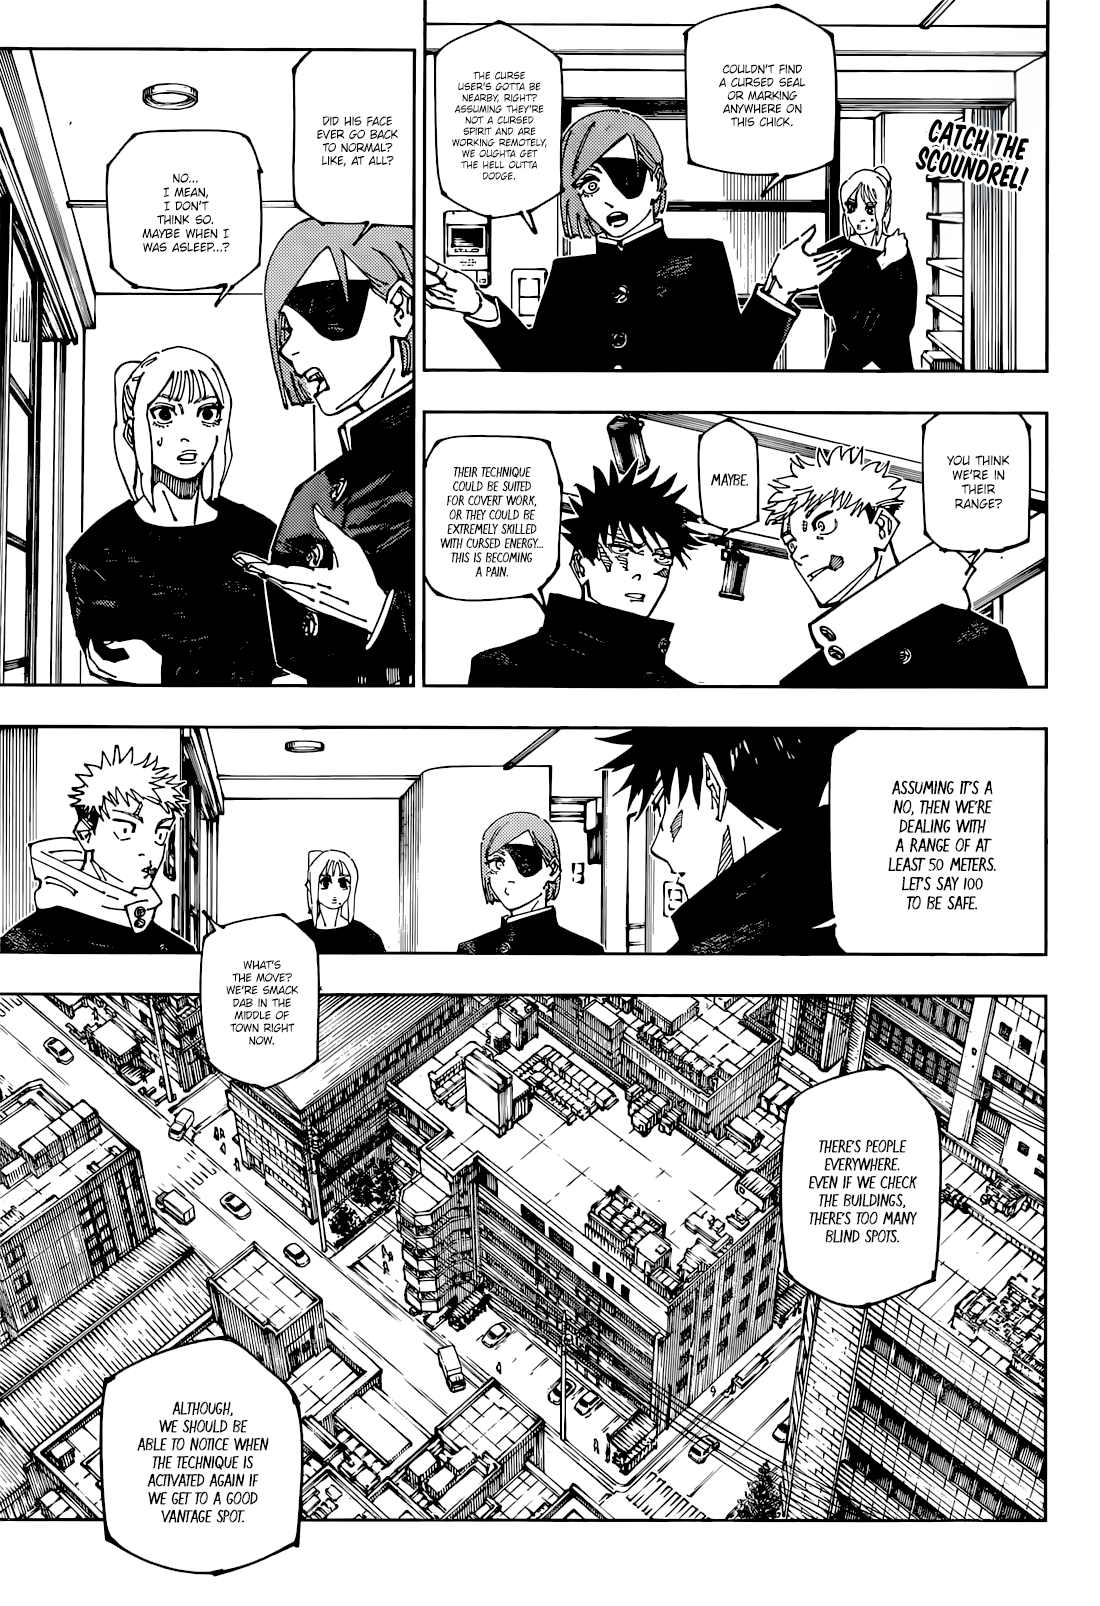 CATCH THE
SCOUNDREL!
COULDN'T FIND
A CURSED SEAL
OR MARKING
ANYWHERE ON
THIS CHICK.
THE CURSE
USER'S GOTTA BE
NEARBY, RIGHT?
ASSUMING THEY'RE
NOT A CURSED
SPIRIT AND ARE
WORKING REMOTELY,
WE OUGHTA GET
THE HELL OUTTA
DODGE.
DID HIS FACE
EVER GO BACK
TO NORMAL?
LIKE, AT ALL?
NO...
I MEAN,
I DON'T
THINK SO.
MAYBE WHEN I
WAS ASLEEP...?
YOU THINK
WE'RE IN
THEIR
RANGE?
MAYBE.
THEIR TECHNIQUE
COULD BE SUITED
FOR COVERT WORK,
OR THEY COULD BE
EXTREMELY SKILLED
WITH CURSED ENERGY...
THIS IS BECOMING
A PAIN.
ASSUMING IT'S A
NO, THEN WE'RE
DEALING WITH
A RANGE OF AT
LEAST 50 METERS.
LET'S SAY 100
TO BE SAFE.
WHAT'S
THE MOVE?
WE'RE SMACK
DAB IN THE
MIDDLE OF
TOWN RIGHT
NOW.
THERE'S PEOPLE
EVERYWHERE.
EVEN IF WE CHECK
THE BUILDINGS,
THERE'S TOO MANY
BLIND SPOTS.
ALTHOUGH,
WE SHOULD BE
ABLE TO NOTICE WHEN
THE TECHNIQUE IS
ACTIVATED AGAIN IF
WE GET TO A GOOD
VANTAGE SPOT.